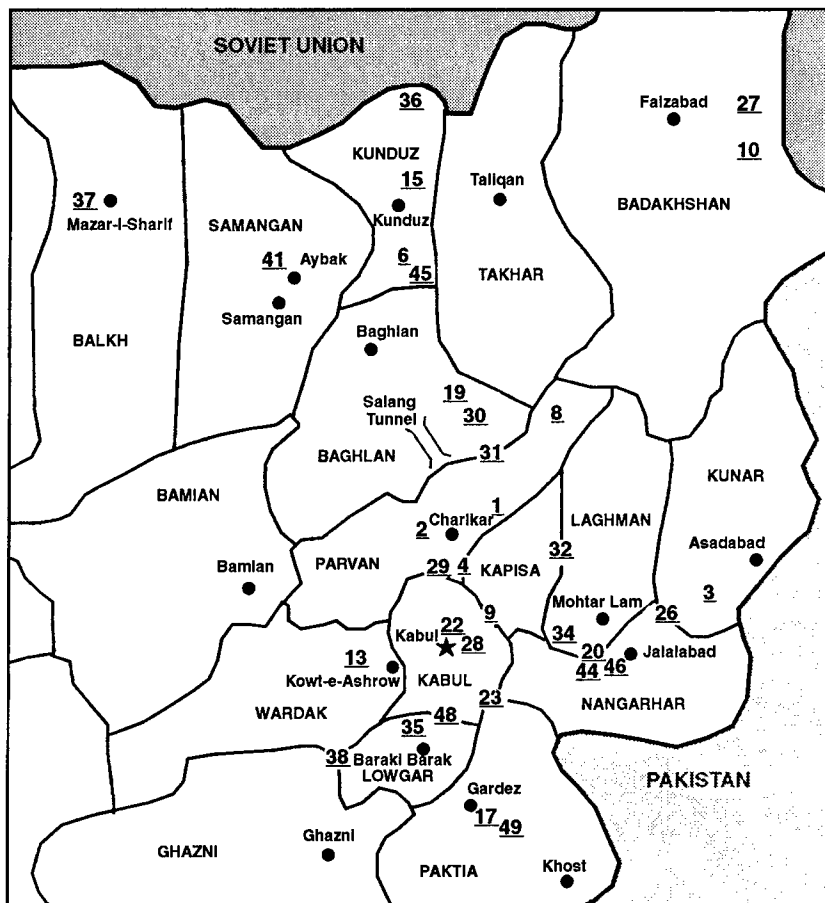 SOVIET UNION
36
Faizabad
27
KUNDUZ
10
15
Taliqan
37
Mazar-I-Sharif
SAMANGAN
Kunduz
BADAKHSHAN
41
Aybak
6
45
TAKHAR
Samangan
BALKH
Baghlan
19
Salang
Tunnel
30
8
BAGHLAN
31
KUNAR
BAMIAN
1
LAGHMAN
2
Charikar
32
Asadabad
PARVAN
29
4
KAPISA
Bamian
Mohtar Lam
3
9
26
22
Kabul
28
34
13
20
Jalalabad
44
46
Kowt-e-Ashrow
KABUL
23
NANGARHAR
WARDAK
48
35
38
Baraki Barak
LOWGAR
PAKISTAN
Gardez
17
49
Ghazni
GHAZNI
PAKTIA
Khost